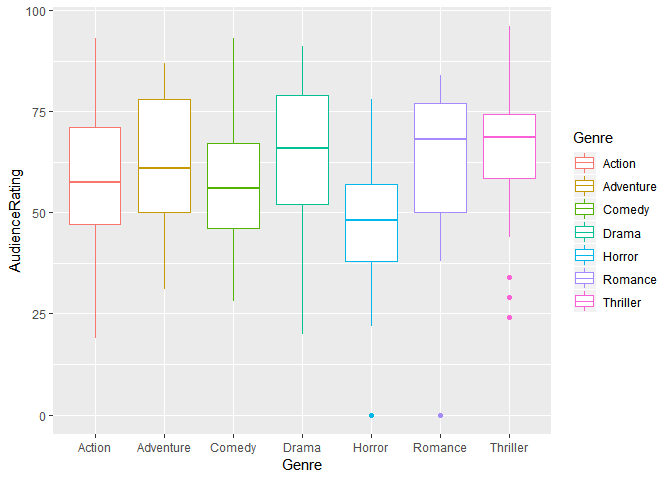 100
75
50
25
0
AudienceRating
Action Adventure Comedy Drama Horror Romance Thriller
Genre
Genre
Action
Adventure
Comedy
Drama
Horror
Romance
Thriller